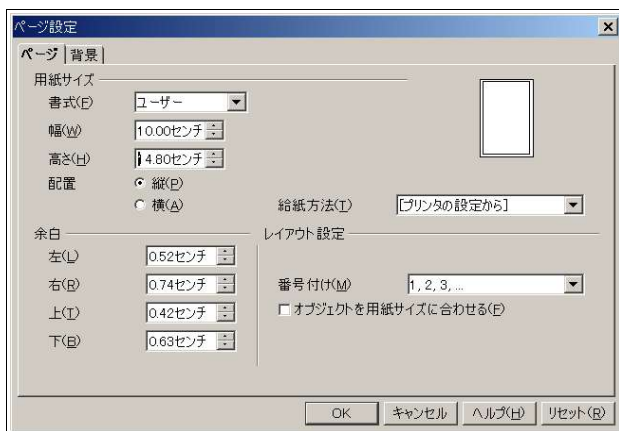 ページ設定
ページ 背景
用紙サイズ
書式(F) ユーザー
幅(W) 10.00センチ
高さ(H) 14.80センチ
配置 縦(P)
横(A)
給紙方法(T) [プリンタの設定から]
余白
左(L) 0.52センチ
右(R) 0.74センチ
上(T) 0.42センチ
下(B) 0.63センチ
レイアウト設定
番号付け(M) 1, 2, 3, ...
オブジェクトを用紙サイズに合わせる(F)
OK キャンセル ヘルプ(H) リセット(R)